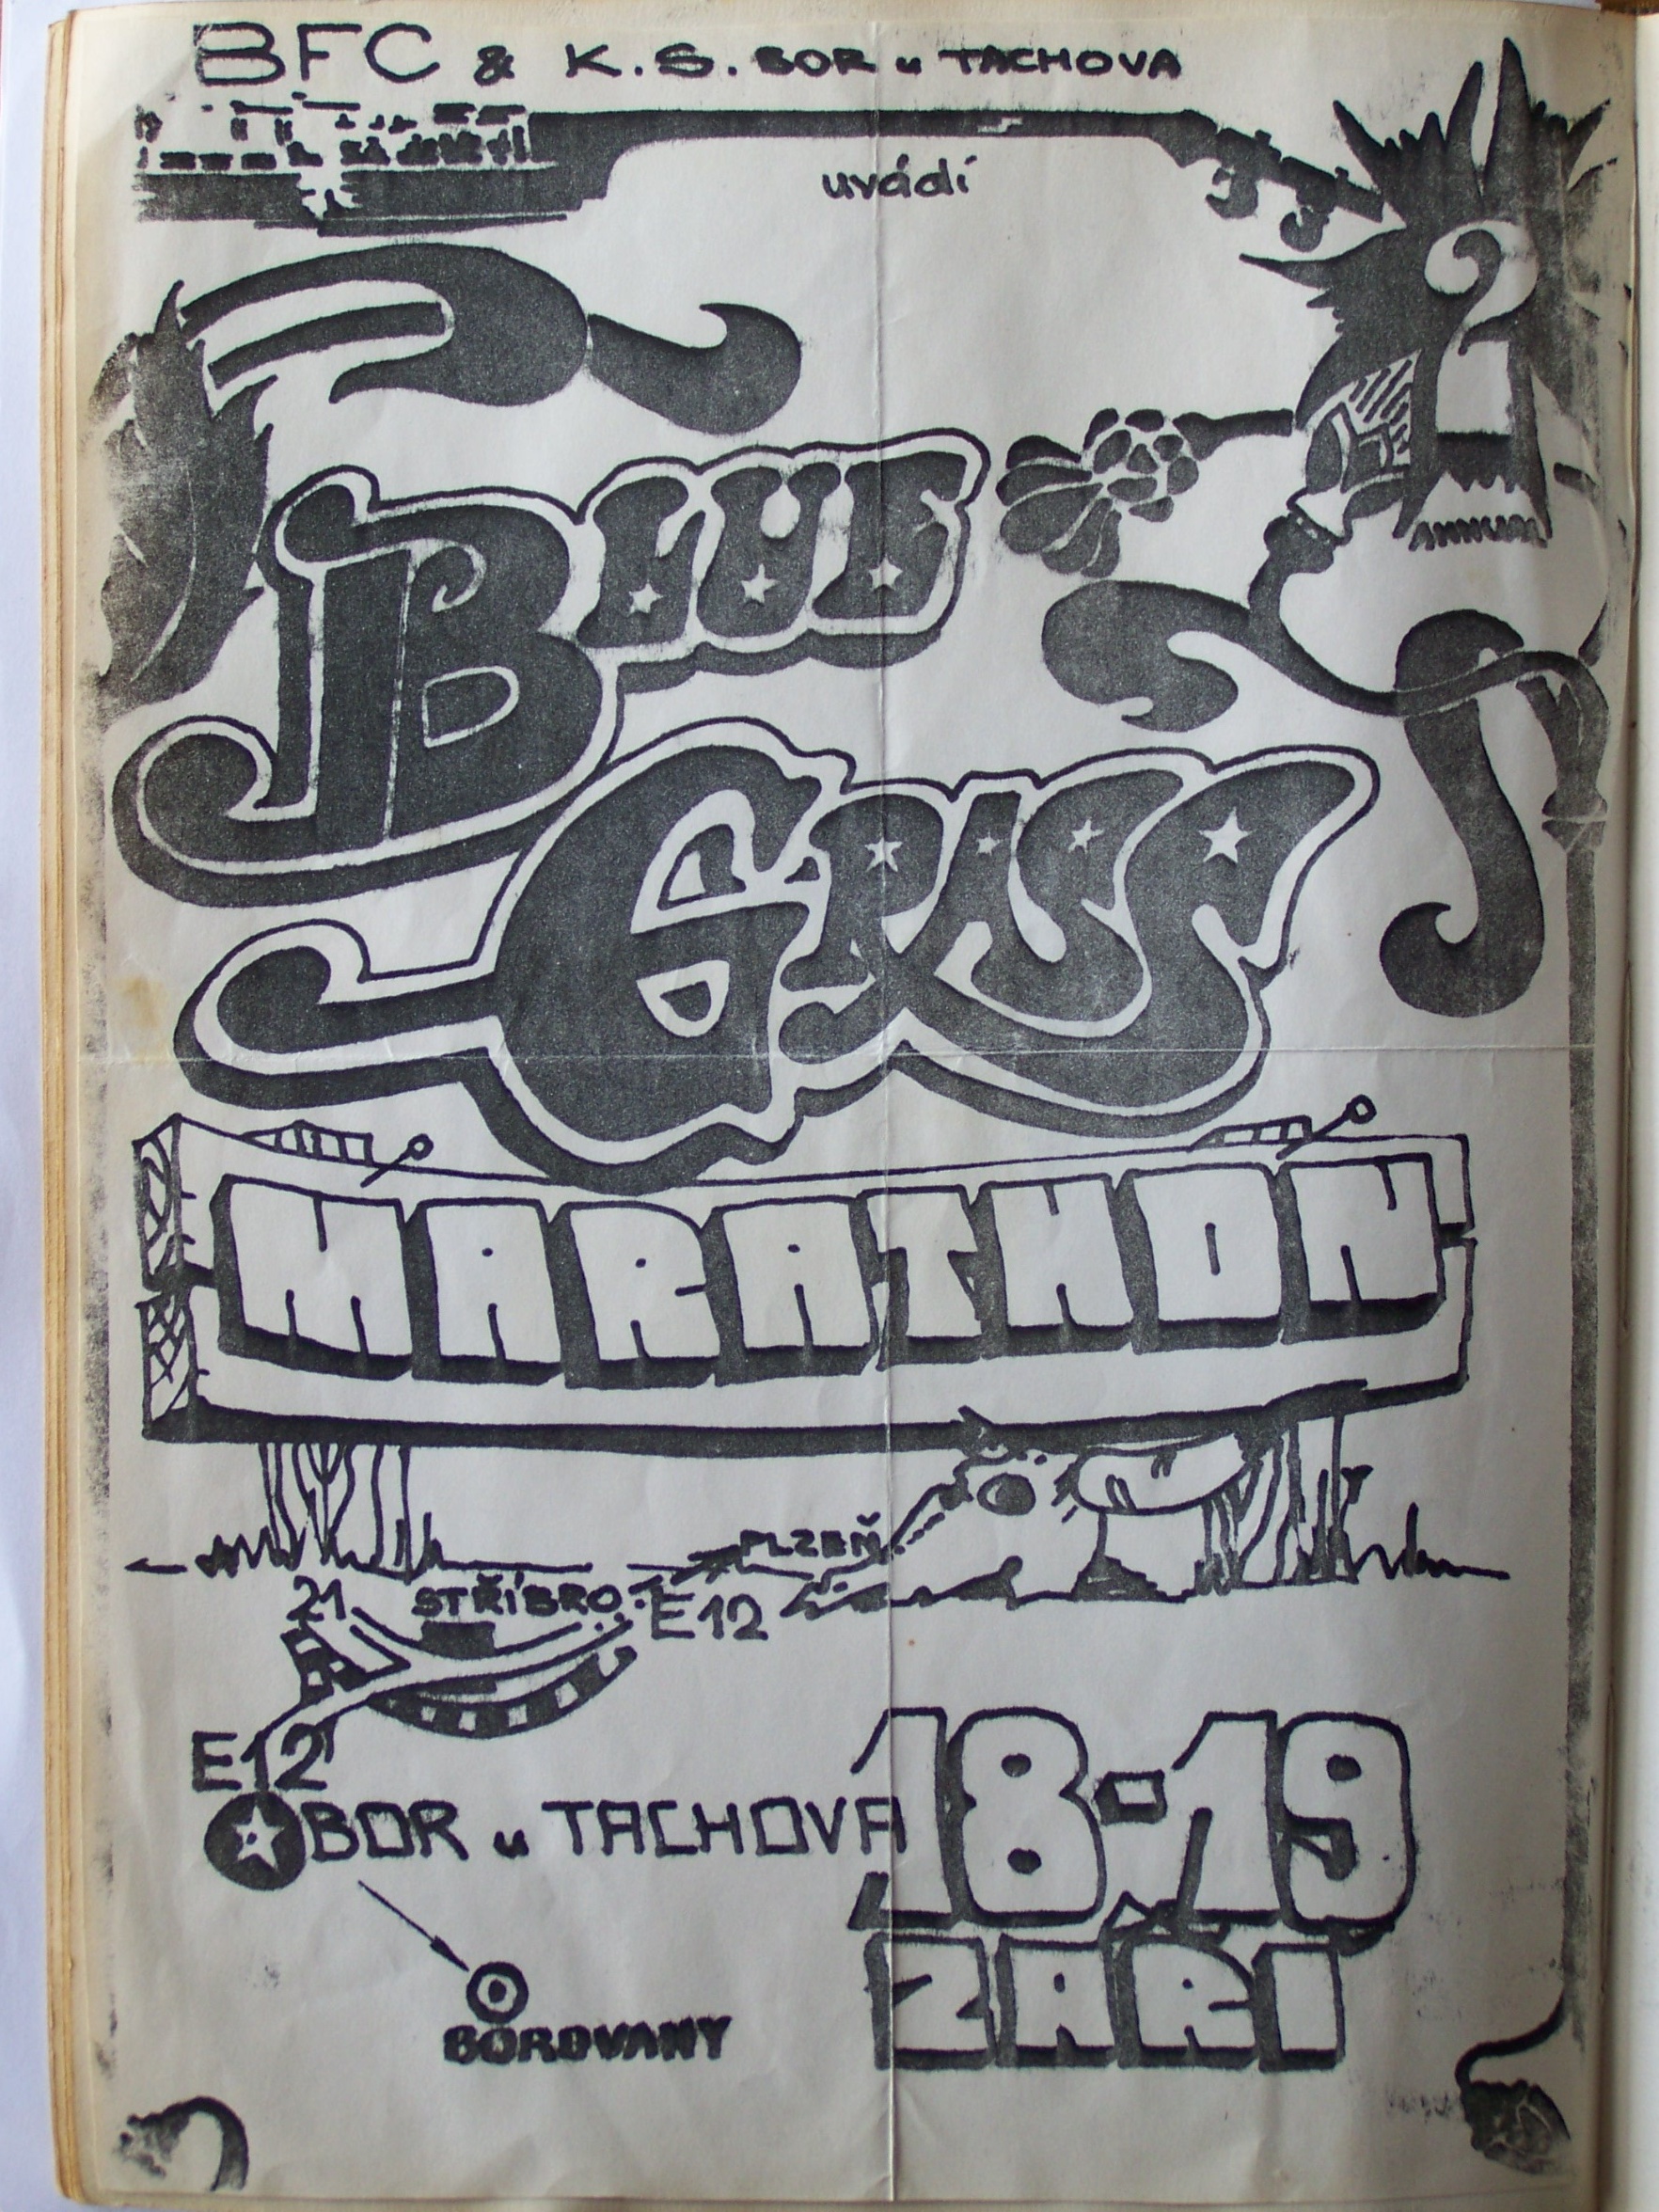 BFC & K.S. BOR u TACHOVA
uvádí
2
ANNUAL
BLUE
GRASS
MARATHON
PLZEŇ
21
STŘÍBRO
E12
E12
BOR u TACHOVA
18-19
ZÁŘÍ
BOROVANY